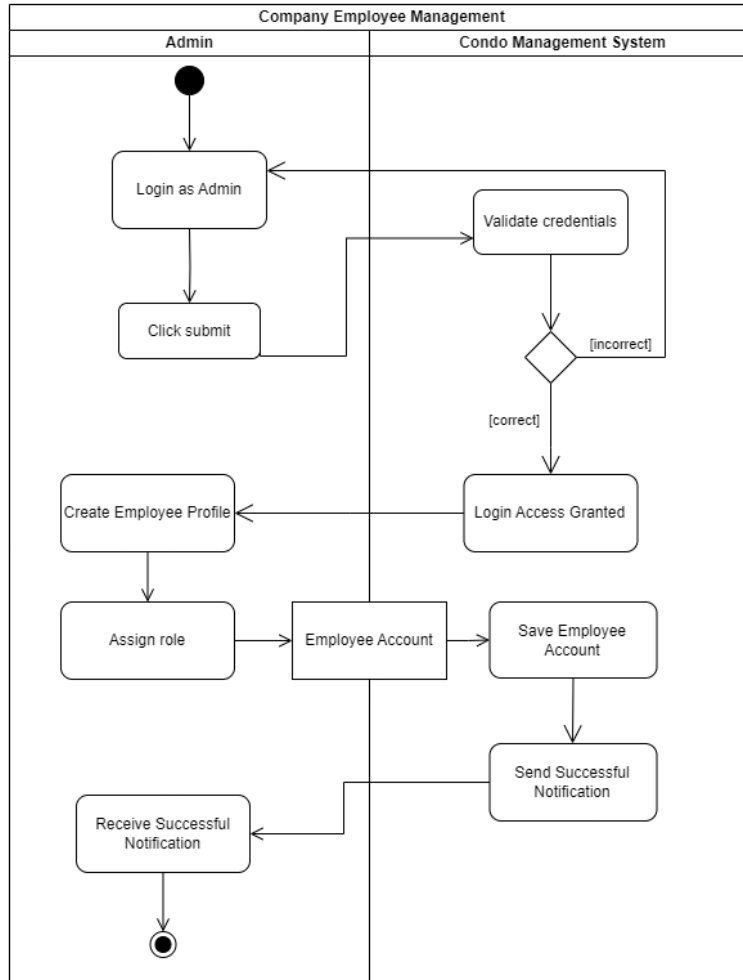 Company Employee Management
Admin
Condo Management System
Login as Admin
Validate credentials
Click submit
[incorrect]
[correct]
Create Employee Profile
Login Access Granted
Assign role
Employee Account
Save Employee
Account
Send Successful
Notification
Receive Successful
Notification